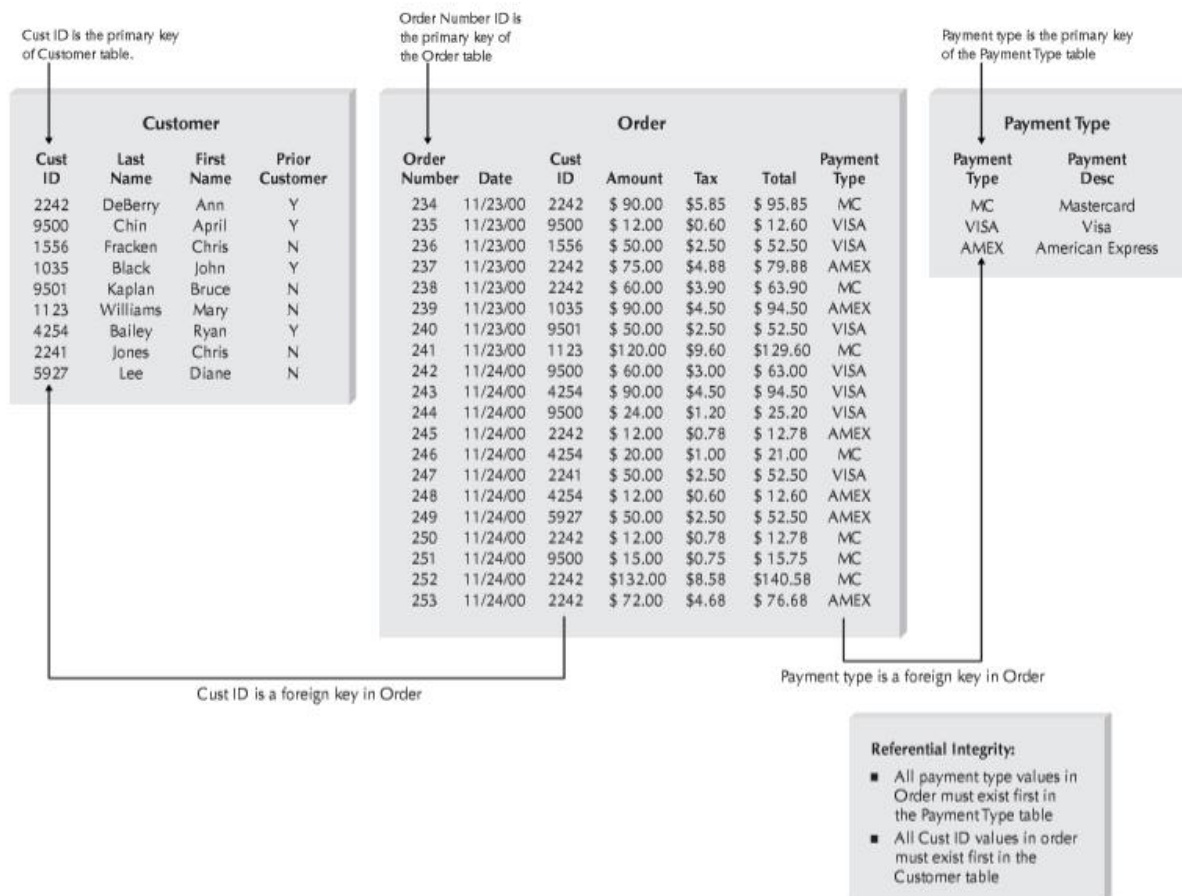 Cust ID is the primary key
of Customer table.
Order Number ID is
the primary key of
the Order table
Payment type is the primary key
of the Payment Type table
Customer
Cust ID Last Name First Name Prior Customer
2242 DeBerry Ann Y
9500 Chin April Y
1556 Fracken Chris N
1035 Black John Y
9501 Kaplan Bruce N
1123 Williams Mary N
4254 Bailey Ryan Y
2241 Jones Chris N
5927 Lee Diane N
Order
Order Number Date Cust ID Amount Tax Total Payment Type
234 11/23/00 2242 $ 90.00 $5.85 $ 95.85 MC
235 11/23/00 9500 $ 12.00 $0.60 $ 12.60 VISA
236 11/23/00 1556 $ 50.00 $2.50 $ 52.50 VISA
237 11/23/00 2242 $ 75.00 $4.88 $ 79.88 AMEX
238 11/23/00 2242 $ 60.00 $3.90 $ 63.90 MC
239 11/23/00 1035 $ 90.00 $4.50 $ 94.50 AMEX
240 11/23/00 9501 $ 50.00 $2.50 $ 52.50 VISA
241 11/23/00 1123 $120.00 $9.60 $129.60 MC
242 11/24/00 9500 $ 60.00 $3.00 $ 63.00 VISA
243 11/24/00 4254 $ 90.00 $4.50 $ 94.50 VISA
244 11/24/00 9500 $ 24.00 $1.20 $ 25.20 VISA
245 11/24/00 2242 $ 12.00 $0.78 $ 12.78 AMEX
246 11/24/00 4254 $ 20.00 $1.00 $ 21.00 MC
247 11/24/00 2241 $ 50.00 $2.50 $ 52.50 VISA
248 11/24/00 4254 $ 12.00 $0.60 $ 12.60 AMEX
249 11/24/00 5927 $ 50.00 $2.50 $ 52.50 AMEX
250 11/24/00 2242 $ 12.00 $0.78 $ 12.78 MC
251 11/24/00 9500 $ 15.00 $0.75 $ 15.75 MC
252 11/24/00 2242 $132.00 $8.58 $140.58 MC
253 11/24/00 2242 $ 72.00 $4.68 $ 76.68 AMEX
Payment Type
Payment Type Payment Desc
MC Mastercard
VISA Visa
AMEX American Express
Cust ID is a foreign key in Order
Payment type is a foreign key in Order
Referential Integrity:
■ All payment type values in
Order must exist first in
the Payment Type table
■ All Cust ID values in order
must exist first in the
Customer table